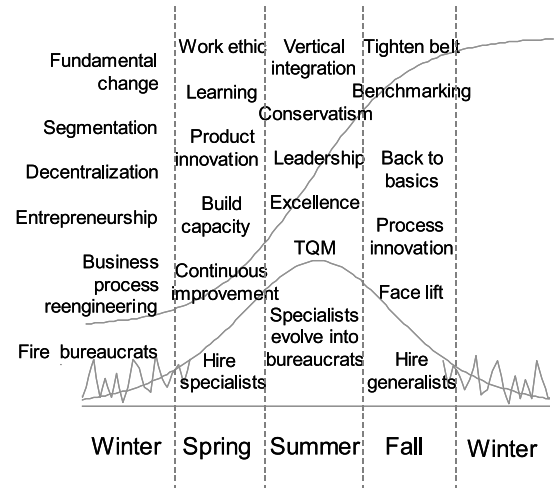 Fundamental
change
Segmentation
Decentralization
Entrepreneurship
Business
process
reengineering
Fire bureaucrats
Work ethic
Learning
Product
innovation
Build
capacity
Continuous
improvement
Hire
specialists
Vertical
integration
Conservatism
Leadership
Excellence
TQM
Specialists
evolve into
bureaucrats
Tighten belt
Benchmarking
Back to
basics
Process
innovation
Face lift
Hire
generalists
Winter
Spring
Summer
Fall
Winter